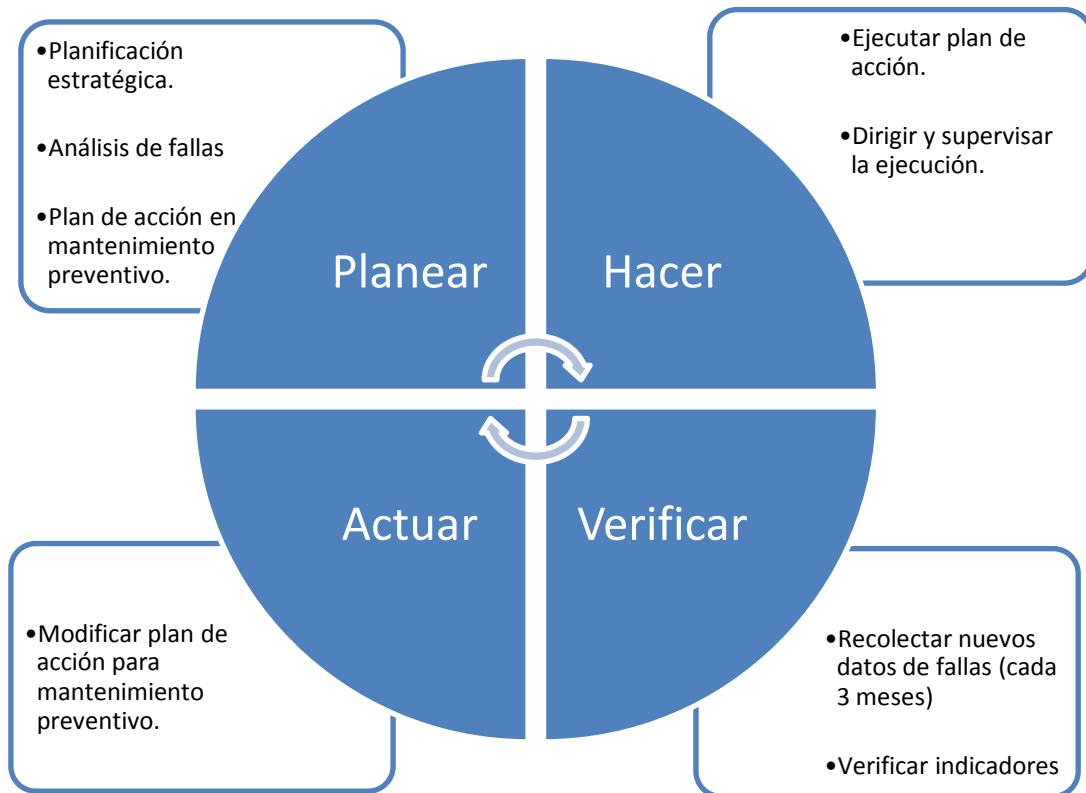 •Planificación
estratégica.
•Análisis de fallas
•Plan de acción en
mantenimiento
preventivo.
•Ejecutar plan de
acción.
•Dirigir y supervisar
la ejecución.
Planear
Hacer
Actuar
Verificar
•Modificar plan de
acción para
mantenimiento
preventivo.
•Recolectar nuevos
datos de fallas (cada
3 meses)
•Verificar indicadores